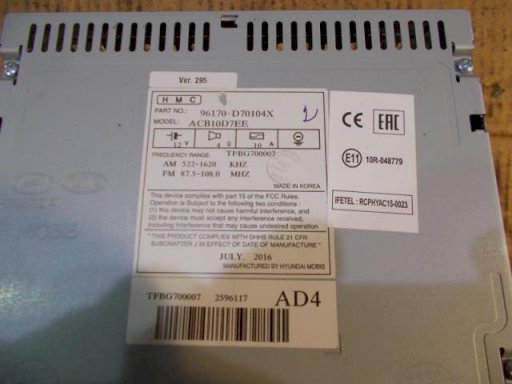 Ver. 295
HMC
PART NO.: 96170-D70104X
MODEL: ACB10D7EE
12 V 4 Ω 10 A
FREQUENCY RANGE TFBG700007
AM 522-1620 KHZ
FM 87.5-108.0 MHZ
MADE IN KOREA
This device complies with part 15 of the FCC Rules.
Operation is Subject to the following two conditions :
(1) this device may not cause harmful interference, and
(2) the device must accept any interference received,
including interference that may cause undesired operation
"THIS PRODUCT COMPLIES WITH DHHS RULE 21 CFR
SUBCHAFTER J IN EFFECT OF DATE OF MANUFACTURE"
JULY. 2016
MANUFACTURED BY HYUNDAI MOBIS
TFBG700007 2596117 AD4
CE EAC
E11 10R-048779
IFETEL : RCPHYAC15-0023